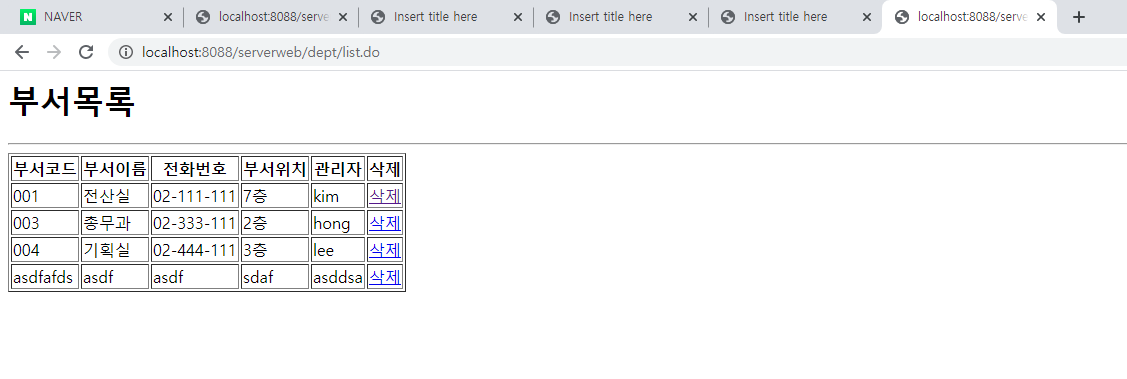 NAVER localhost:8088/serve Insert title here Insert title here Insert title here localhost:8088/serve
localhost:8088/serverweb/dept/list.do
부서목록
부서코드 부서이름 전화번호 부서위치 관리자 삭제
001 전산실 02-111-111 7층 kim 삭제
003 총무과 02-333-111 2층 hong 삭제
004 기획실 02-444-111 3층 lee 삭제
asdfafds asdf asdf sdaf asddsa 삭제